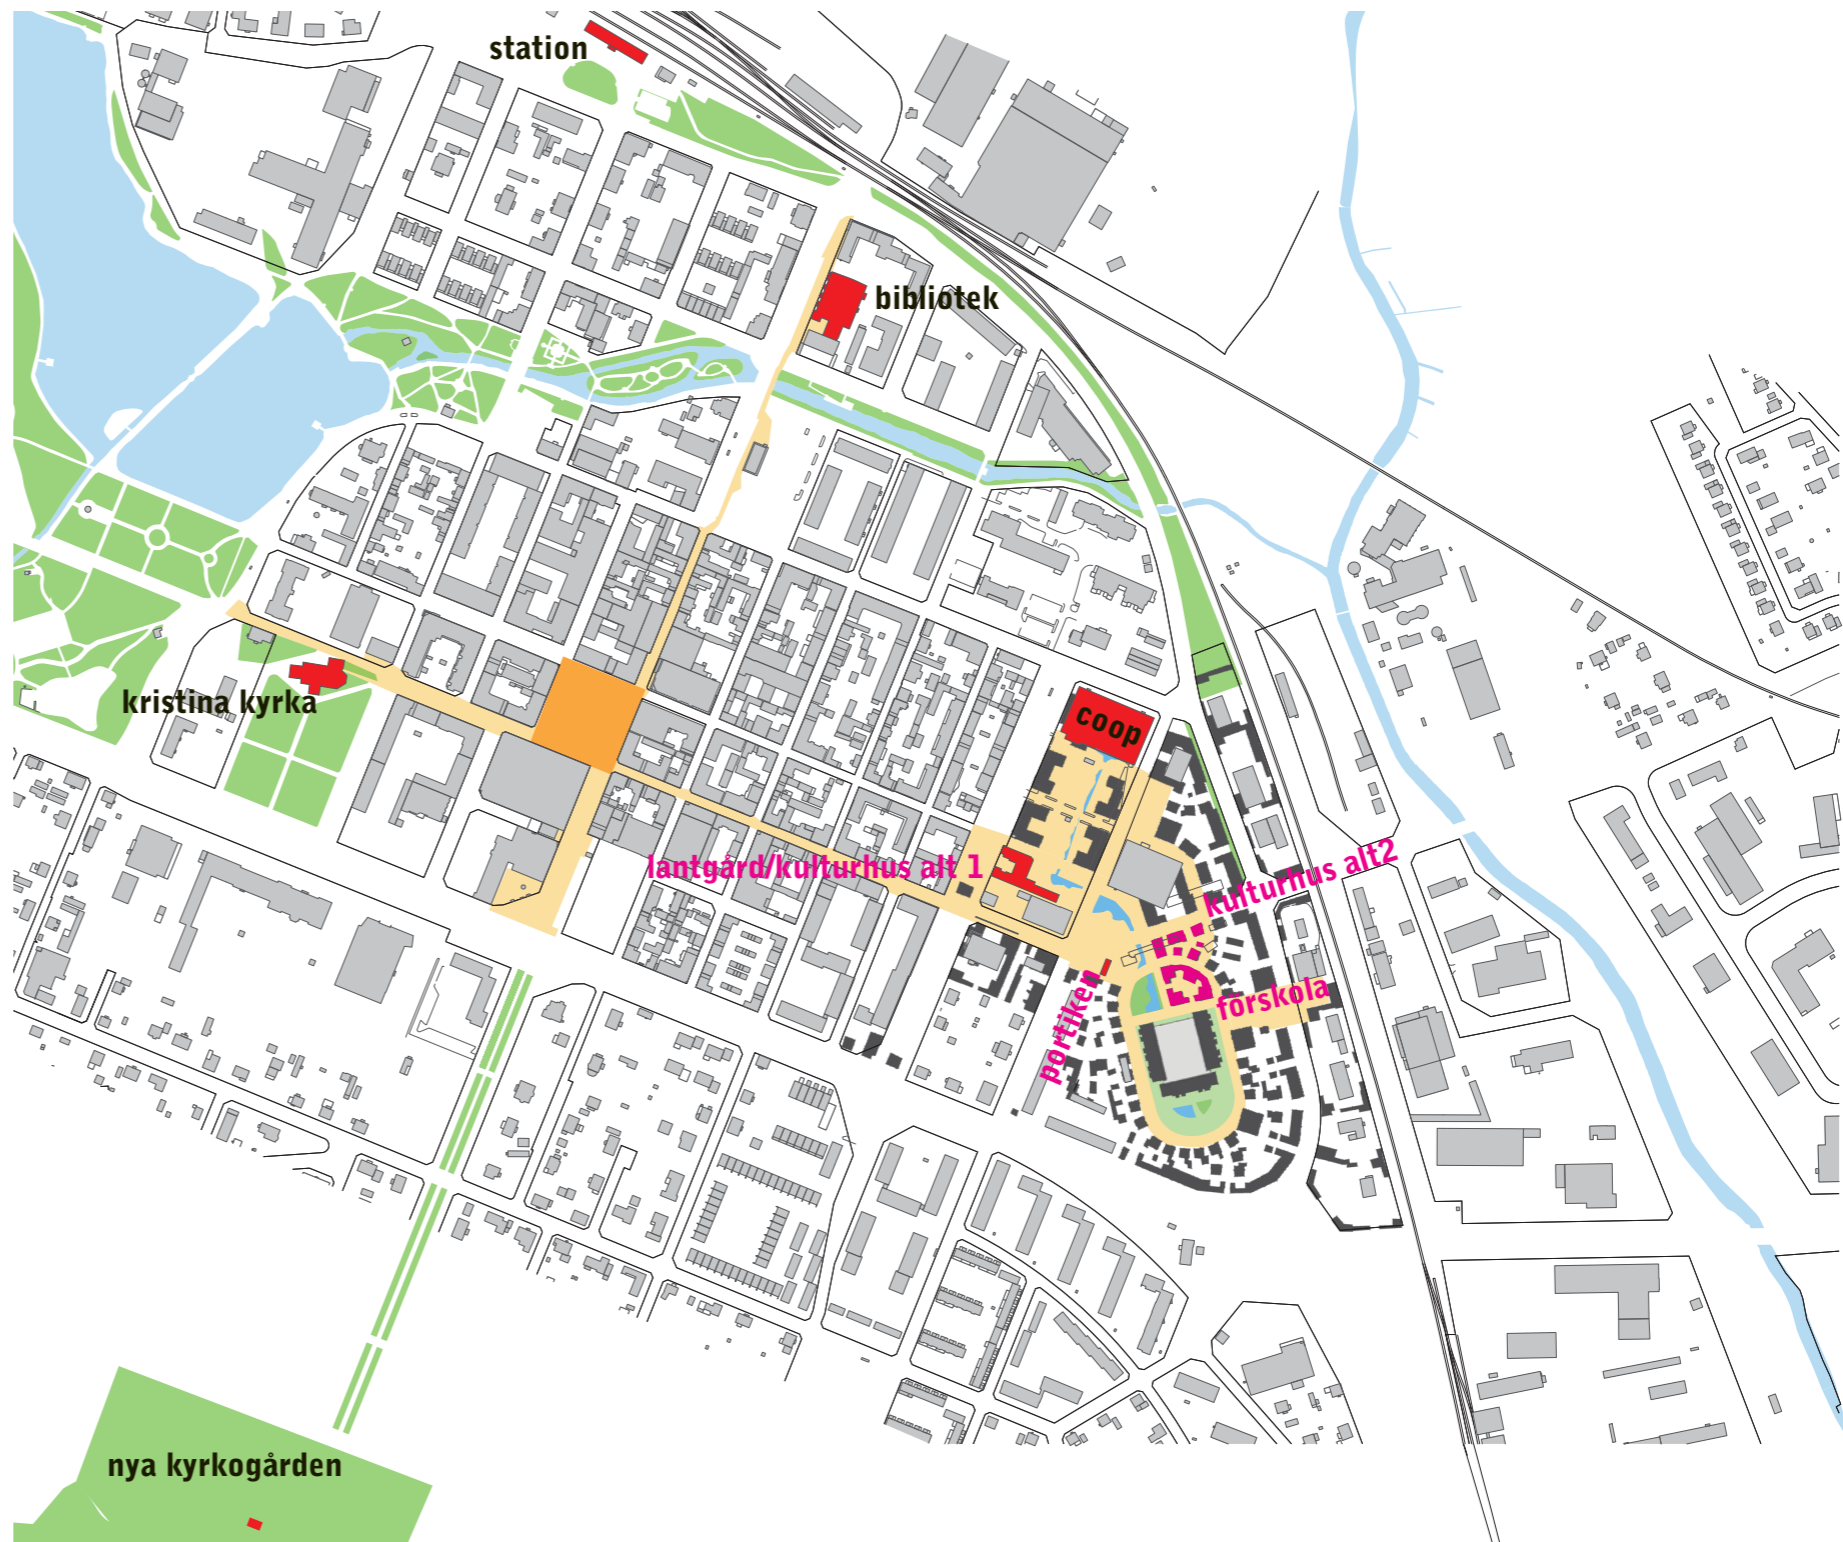 station
bibliotek
kristina kyrka
coop
lantgård/kulturhus alt 1
kulturhus alt2
förskola
portiken
nya kyrkogården